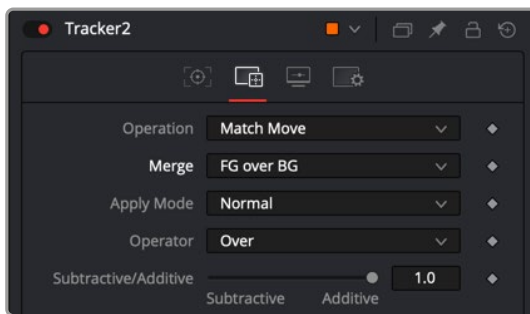 Tracker2
Operation Match Move
Merge FG over BG
Apply Mode Normal
Operator Over
Subtractive/Additive 1.0
Subtractive Additive